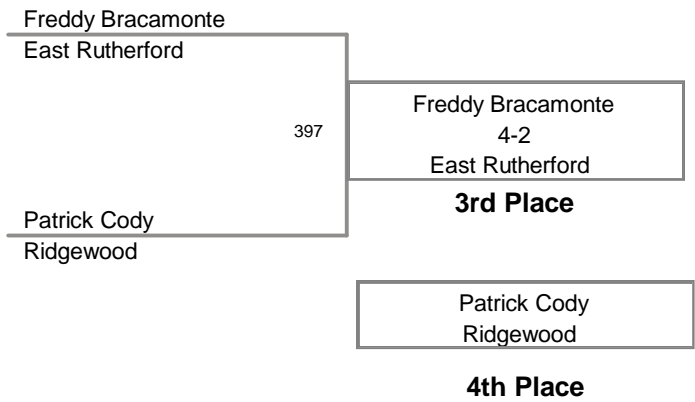 Freddy Bracamonte
East Rutherford
397
Freddy Bracamonte
4-2
East Rutherford
3rd Place
Patrick Cody
Ridgewood
Patrick Cody
Ridgewood
4th Place